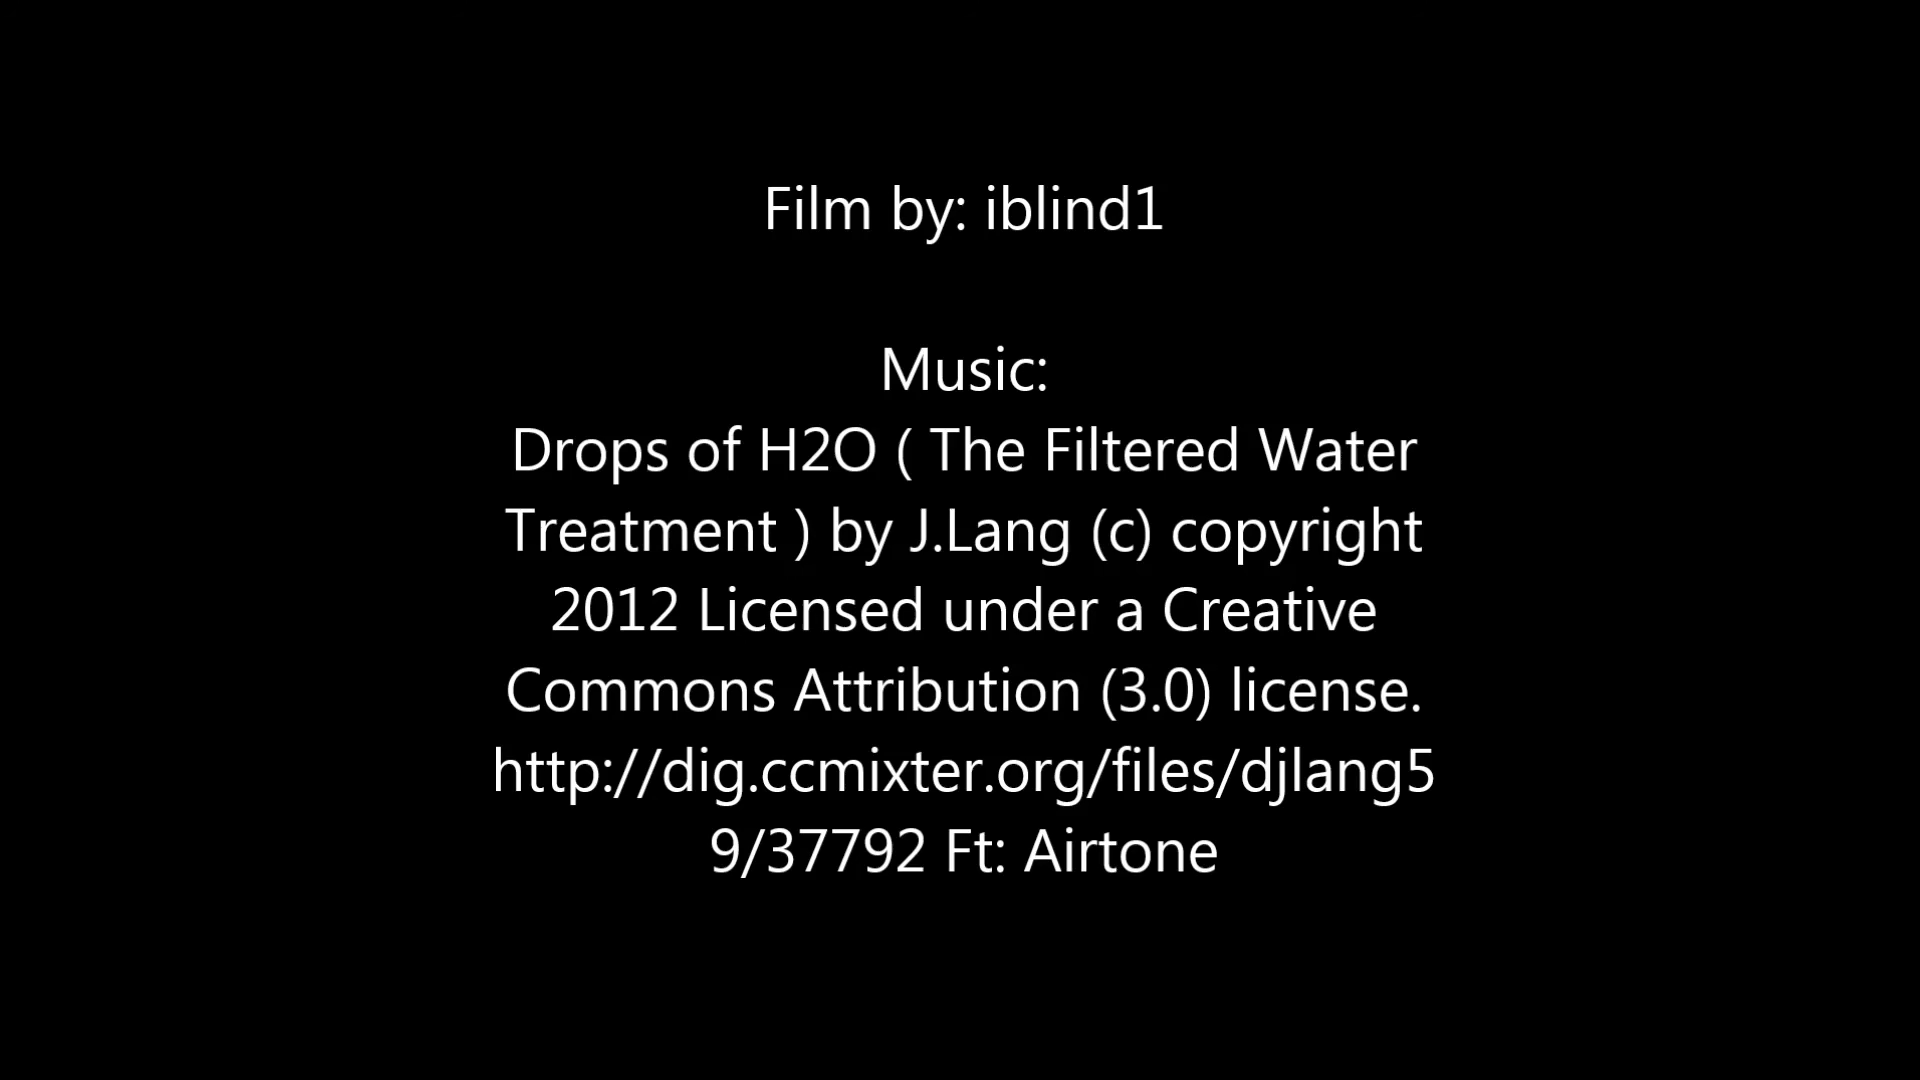 Film by: iblind1
Music:
Drops of H2O ( The Filtered Water
Treatment ) by J.Lang (c) copyright
2012 Licensed under a Creative
Commons Attribution (3.0) license.
http://dig.ccmixter.org/files/djlang5
9/37792 Ft: Airtone